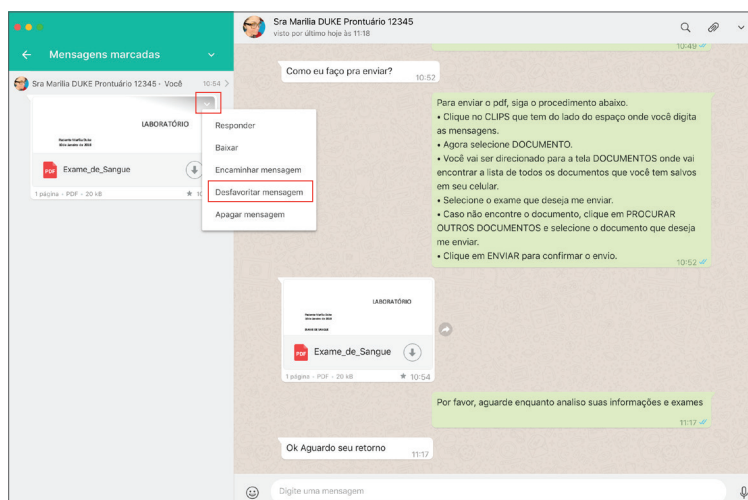 Mensagens marcadas
Sra Marilia DUKE Prontuário 12345 · Você 10:54
LABORATÓRIO
PDF Exame_de_Sangue
1 página · PDF · 20 kB
Responder
Baixar
Encaminhar mensagem
Desfavoritar mensagem
Apagar mensagem
Sra Marilia DUKE Prontuário 12345
visto por último hoje às 11:18
10:49
Como eu faço pra enviar? 10:52
Para enviar o pdf, siga o procedimento abaixo.
• Clique no CLIPS que tem do lado do espaço onde você digita
as mensagens.
• Agora selecione DOCUMENTO.
• Você vai ser direcionado para a tela DOCUMENTOS onde vai
encontrar a lista de todos os documentos que você tem salvos
em seu celular.
• Selecione o exame que deseja me enviar.
• Caso não encontre o documento, clique em PROCURAR
OUTROS DOCUMENTOS e selecione o documento que deseja
me enviar.
• Clique em ENVIAR para confirmar o envio.
10:52
LABORATÓRIO
PDF Exame_de_Sangue
1 página · PDF · 20 kB 10:54
Por favor, aguarde enquanto analiso suas informações e exames
11:17
Ok Aguardo seu retorno 11:17
Digite uma mensagem